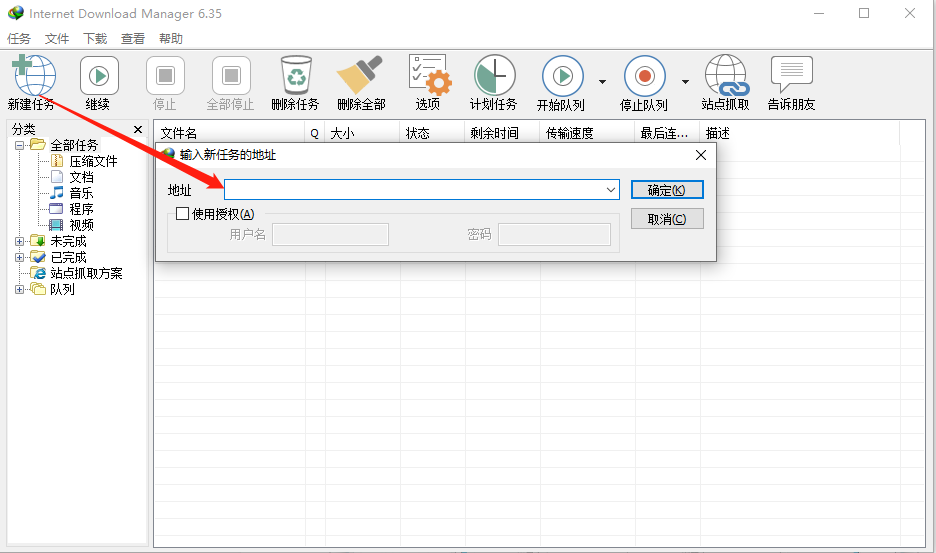 Internet Download Manager 6.35
任务 文件 下载 查看 帮助
新建任务 继续 停止 全部停止 删除任务 删除全部 选项 计划任务 开始队列 停止队列 站点抓取 告诉朋友
分类
全部任务
压缩文件
文档
音乐
程序
视频
未完成
已完成
站点抓取方案
队列
文件名 Q 大小 状态 剩余时间 传输速度 最后连... 描述
输入新任务的地址
地址 确定(K)
使用授权(A) 取消(C)
用户名 密码